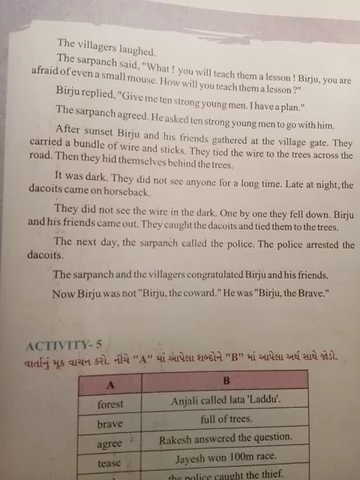 The villagers laughed.
The sarpanch said, "What ! you will teach them a lesson ! Birju, you are
afraid of even a small mouse. How will you teach them a lesson ?"
Birju replied, "Give me ten strong young men. I have a plan."
The sarpanch agreed. He asked ten strong young men to go with him.
After sunset Birju and his friends gathered at the village gate. They
carried a bundle of wire and sticks. They tied the wire to the trees across the
road. Then they hid themselves behind the trees.
It was dark. They did not see anyone for a long time. Late at night, the
dacoits came on horseback.
They did not see the wire in the dark. One by one they fell down. Birju
and his friends came out. They caught the dacoits and tied them to the trees.
The next day, the sarpanch called the police. The police arrested the
dacoits.
The sarpanch and the villagers congratulated Birju and his friends.
Now Birju was not "Birju, the coward." He was "Birju, the Brave."
ACTIVITY- 5
વાર્તાનું મૂક વાચન કરો. નીચે "A" માં આપેલા શબ્દોને "B" માં આપેલા અર્થ સાથે જોડો.
A B
forest Anjali called lata 'Laddu'.
brave full of trees.
agree Rakesh answered the question.
tease Jayesh won 100m race.
the police caught the thief.